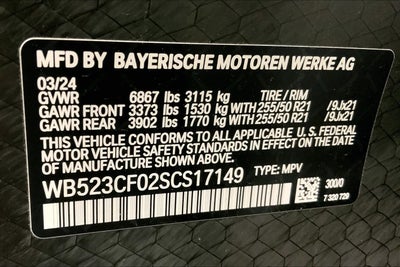 MFD BY BAYERISCHE MOTOREN WERKE AG
03/24
GVWR 6867 lbs 3115 kg TIRE / RIM
GAWR FRONT 3373 lbs 1530 kg WITH 255/50 R21 /9Jx21
GAWR REAR 3902 lbs 1770 kg WITH 255/50 R21 /9Jx21
THIS VEHICLE CONFORMS TO ALL APPLICABLE U. S. FEDERAL
MOTOR VEHICLE SAFETY STANDARDS IN EFFECT ON THE DATE
OF MANUFACTURE SHOWN ABOVE.
WB523CF02SCS17149 TYPE: MPV
300/0
7 320 729